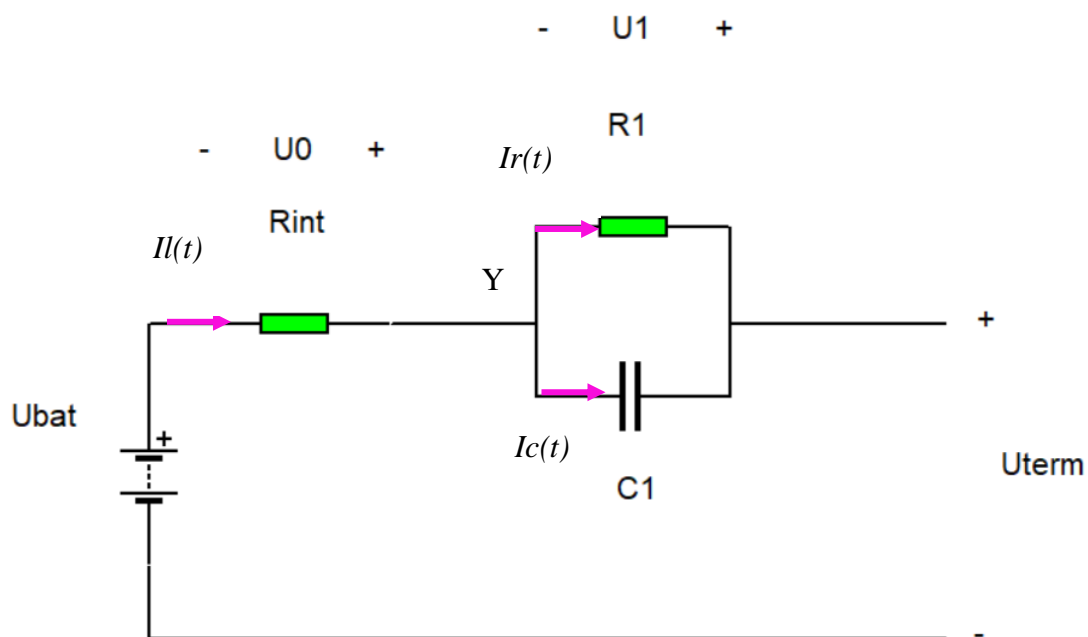 - U1 +
R1
- U0 +
Ir(t)
Rint
Il(t)
Y
+
Ubat
+
Ic(t)
Uterm
C1
-